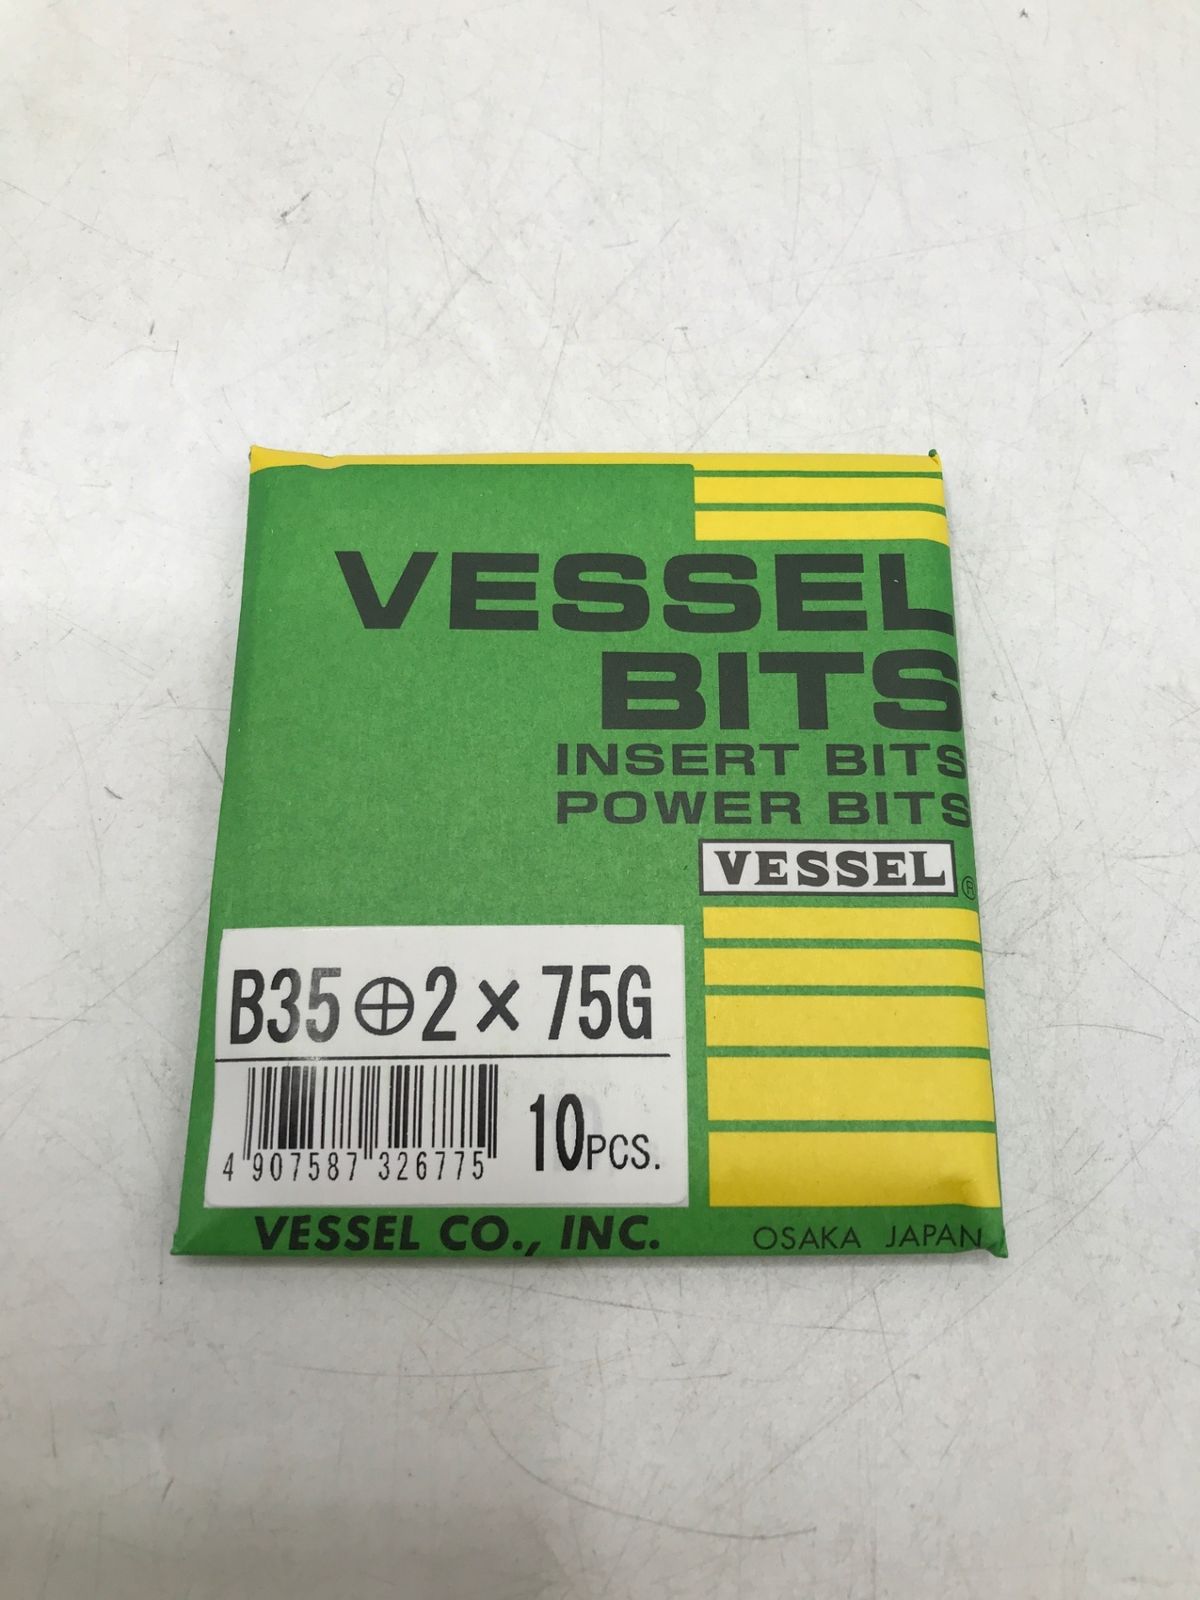 VESSEL
BITS
INSERT BITS
POWER BITS
VESSEL ®
B35⊕2×75G
4 907587 326775
10PCS.
VESSEL CO., INC.
OSAKA JAPAN